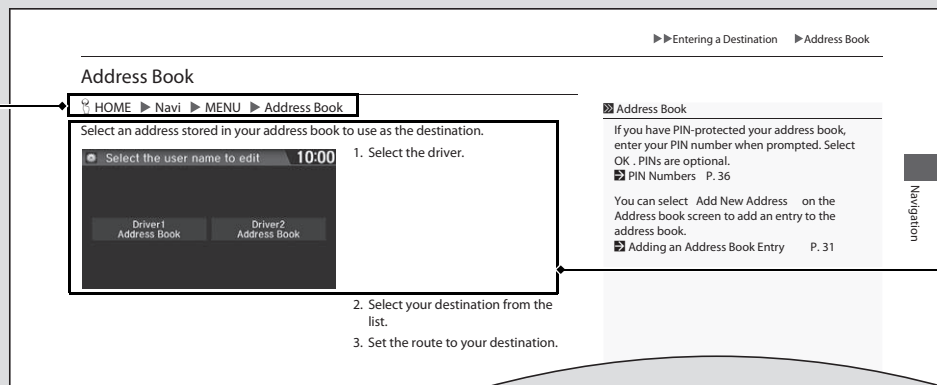 ▶▶Entering a Destination ▶Address Book
Address Book
HOME ▶ Navi ▶ MENU ▶ Address Book
Select an address stored in your address book to use as the destination.
Select the user name to edit 10:00
Driver1
Address Book
Driver2
Address Book
1. Select the driver.
2. Select your destination from the
list.
3. Set the route to your destination.
Address Book
If you have PIN-protected your address book,
enter your PIN number when prompted. Select
OK . PINs are optional.
PIN Numbers P. 36
You can select Add New Address on the
Address book screen to add an entry to the
address book.
Adding an Address Book Entry P. 31
Navigation